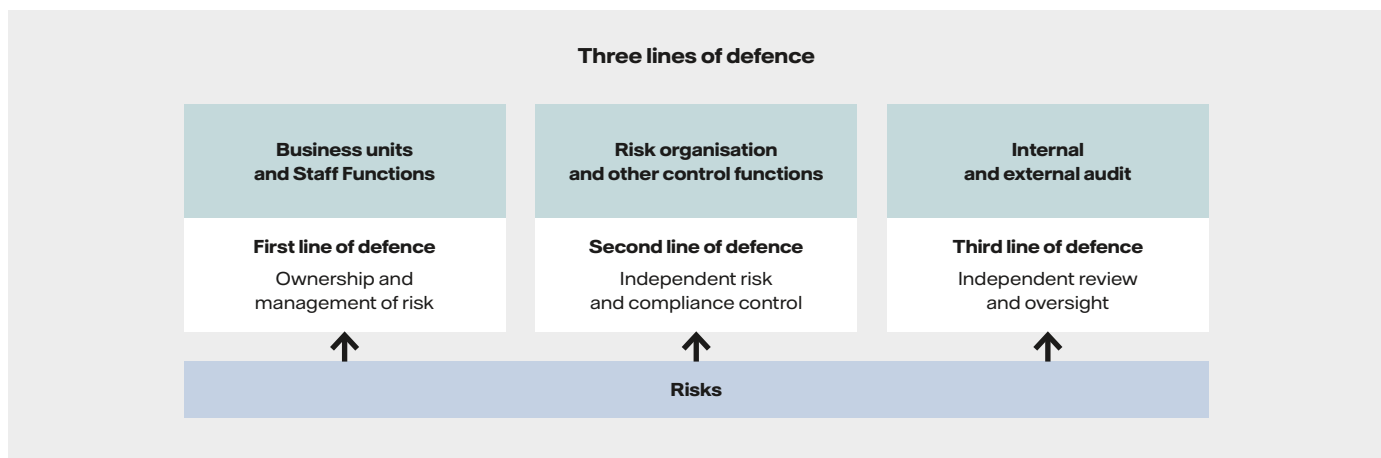 Three lines of defence
Business units
and Staff Functions
First line of defence
Ownership and
management of risk
Risk organisation
and other control functions
Second line of defence
Independent risk
and compliance control
Internal
and external audit
Third line of defence
Independent review
and oversight
Risks